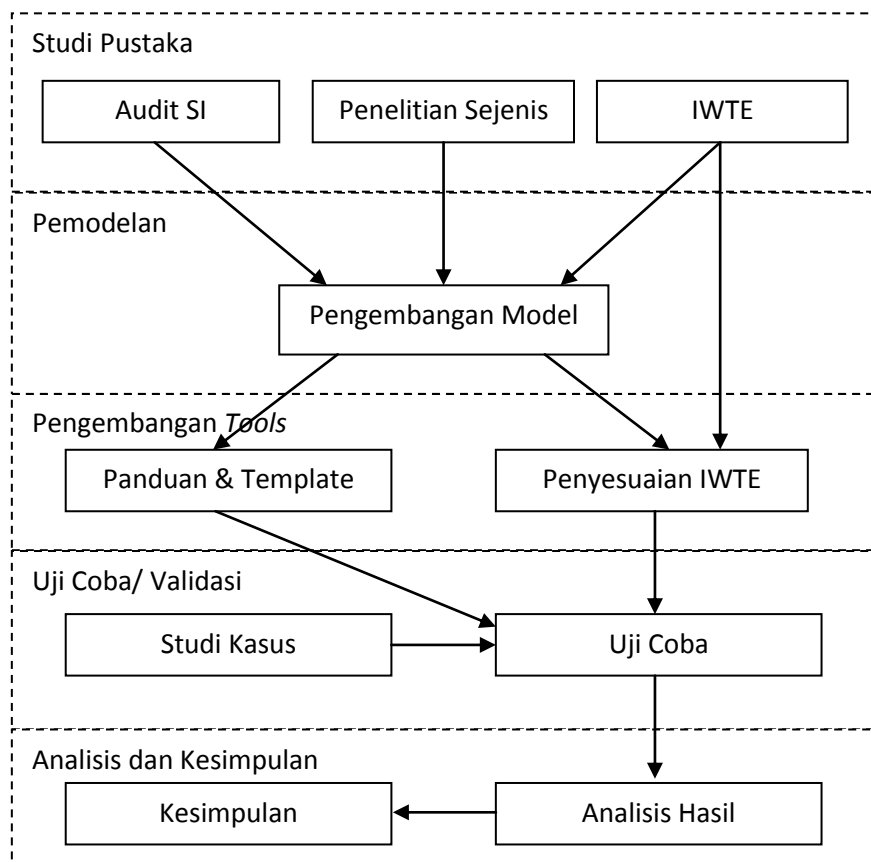 Studi Pustaka
Audit SI
Penelitian Sejenis
IWTE
Pemodelan
Pengembangan Model
Pengembangan Tools
Panduan & Template
Penyesuaian IWTE
Uji Coba/ Validasi
Studi Kasus
Uji Coba
Analisis dan Kesimpulan
Kesimpulan
Analisis Hasil